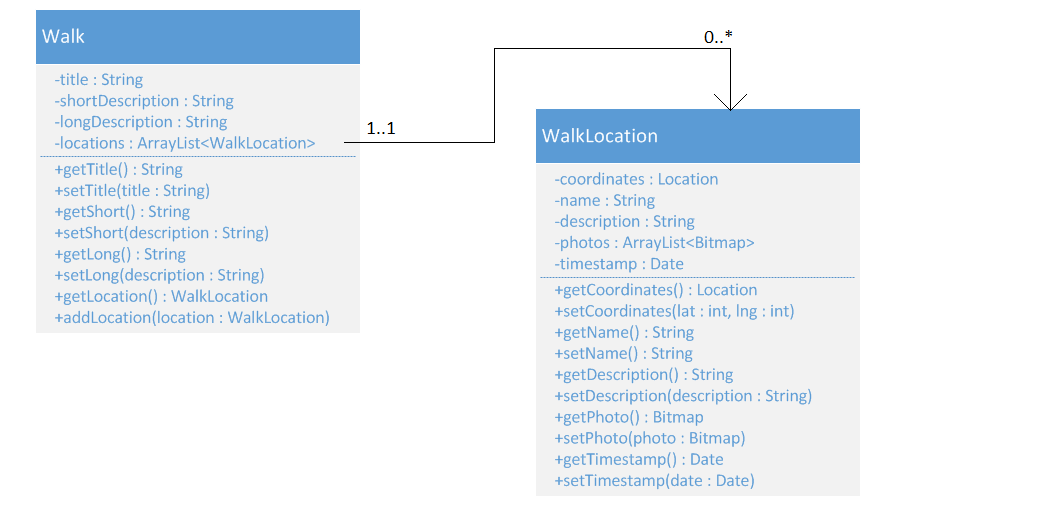 Walk
-title : String
-shortDescription : String
-longDescription : String
-locations : ArrayList<WalkLocation>
+getTitle() : String
+setTitle(title : String)
+getShort() : String
+setShort(description : String)
+getLong() : String
+setLong(description : String)
+getLocation() : WalkLocation
+addLocation(location : WalkLocation)
1..1
0..*
WalkLocation
-coordinates : Location
-name : String
-description : String
-photos : ArrayList<Bitmap>
-timestamp : Date
+getCoordinates() : Location
+setCoordinates(lat : int, lng : int)
+getName() : String
+setName() : String
+getDescription() : String
+setDescription(description : String)
+getPhoto() : Bitmap
+setPhoto(photo : Bitmap)
+getTimestamp() : Date
+setTimestamp(date : Date)